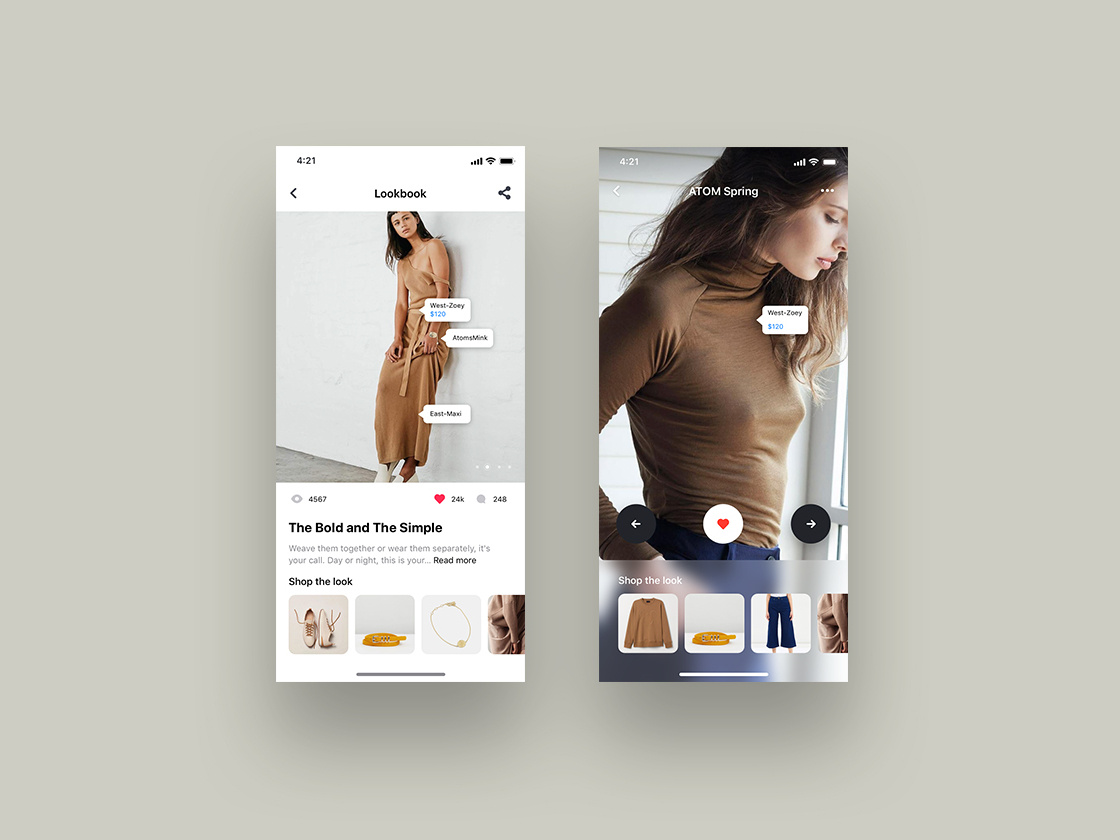 4:21
Lookbook
West-Zoey
$120
AtomsMink
East-Maxi
4567
24k
248
The Bold and The Simple
Weave them together or wear them separately, it's
your call. Day or night, this is your... Read more
Shop the look
4:21
ATOM Spring
West-Zoey
$120
Shop the look